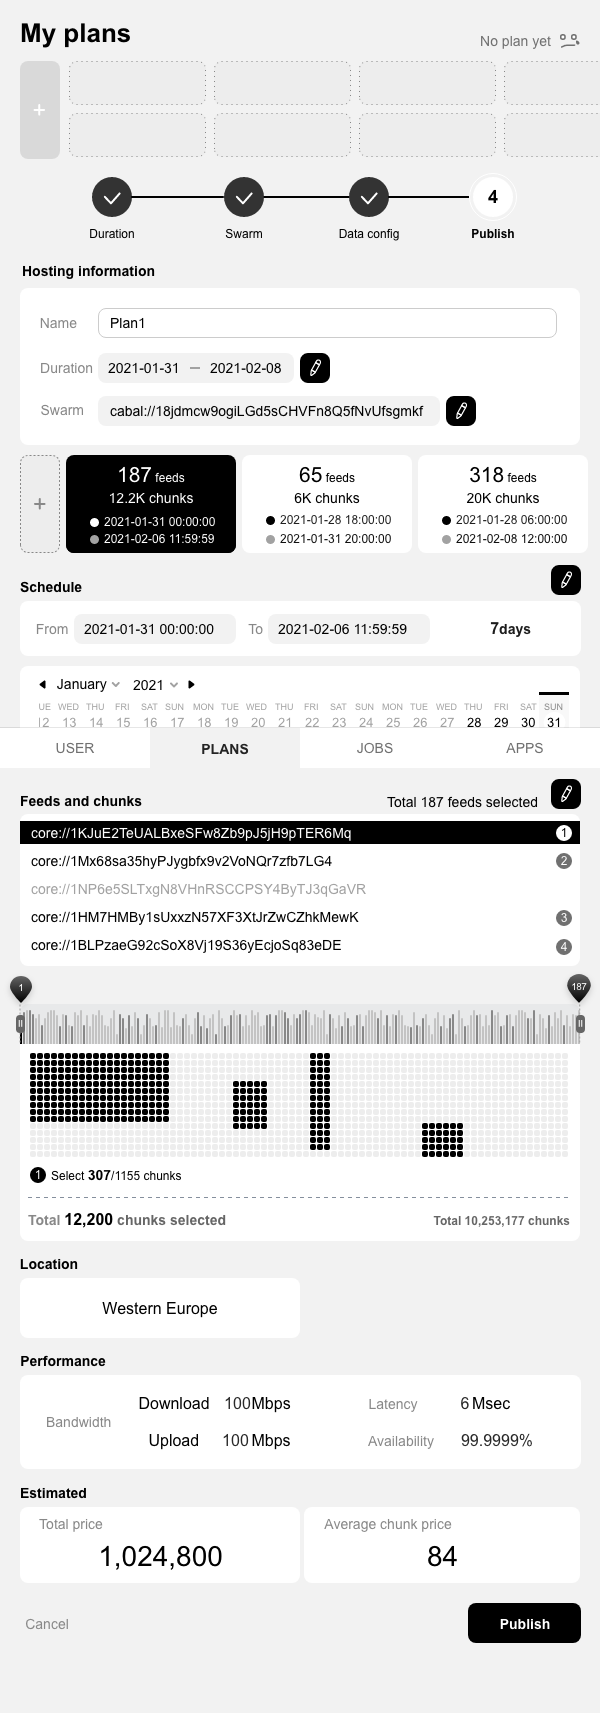 My plans
No plan yet
+
4
Duration Swarm Data config Publish
Hosting information
Name Plan1
Duration 2021-01-31 — 2021-02-08
Swarm cabal://18jdmcw9ogiLGd5sCHVFn8Q5fNvUfsgmkf
187 feeds 65 feeds 318 feeds
12.2K chunks 6K chunks 20K chunks
+
2021-01-31 00:00:00 2021-01-28 18:00:00 2021-01-28 06:00:00
2021-02-06 11:59:59 2021-01-31 20:00:00 2021-02-08 12:00:00
Schedule
From 2021-01-31 00:00:00 To 2021-02-06 11:59:59 7days
January 2021
UE WED THU FRI SAT SUN MON TUE WED THU FRI SAT SUN MON TUE WED THU FRI SAT SUN
12 13 14 15 16 17 18 19 20 21 22 23 24 25 26 27 28 29 30 31
USER PLANS JOBS APPS
Feeds and chunks Total 187 feeds selected
core://1KJuE2TeUALBxeSFw8Zb9pJ5jH9pTER6Mq 1
core://1Mx68sa35hyPJygbfx9v2VoNQr7zfb7LG4 2
core://1NP6e5SLTxgN8VHnRSCCPSY4ByTJ3qGaVR
core://1HM7HMBy1sUxxzN57XF3XtJrZwCZhkMewK 3
core://1BLPzaeG92cSoX8Vj19S36yEcjoSq83eDE 4
1 187
1 Select 307/1155 chunks
Total 12,200 chunks selected Total 10,253,177 chunks
Location
Western Europe
Performance
Download 100Mbps Latency 6 Msec
Bandwidth
Upload 100 Mbps Availability 99.9999%
Estimated
Total price Average chunk price
1,024,800 84
Cancel Publish